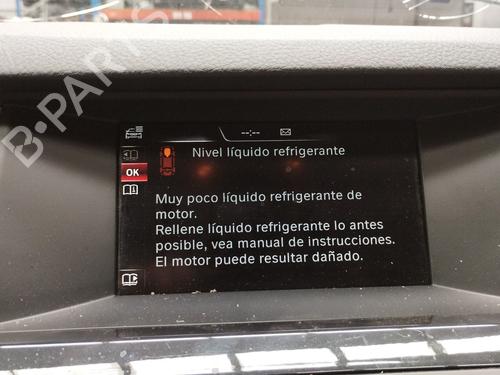 B-PARTS
--:--
Nivel líquido refrigerante
OK
Muy poco líquido refrigerante de
motor.
Rellene líquido refrigerante lo antes
posible, vea manual de instrucciones.
El motor puede resultar dañado.